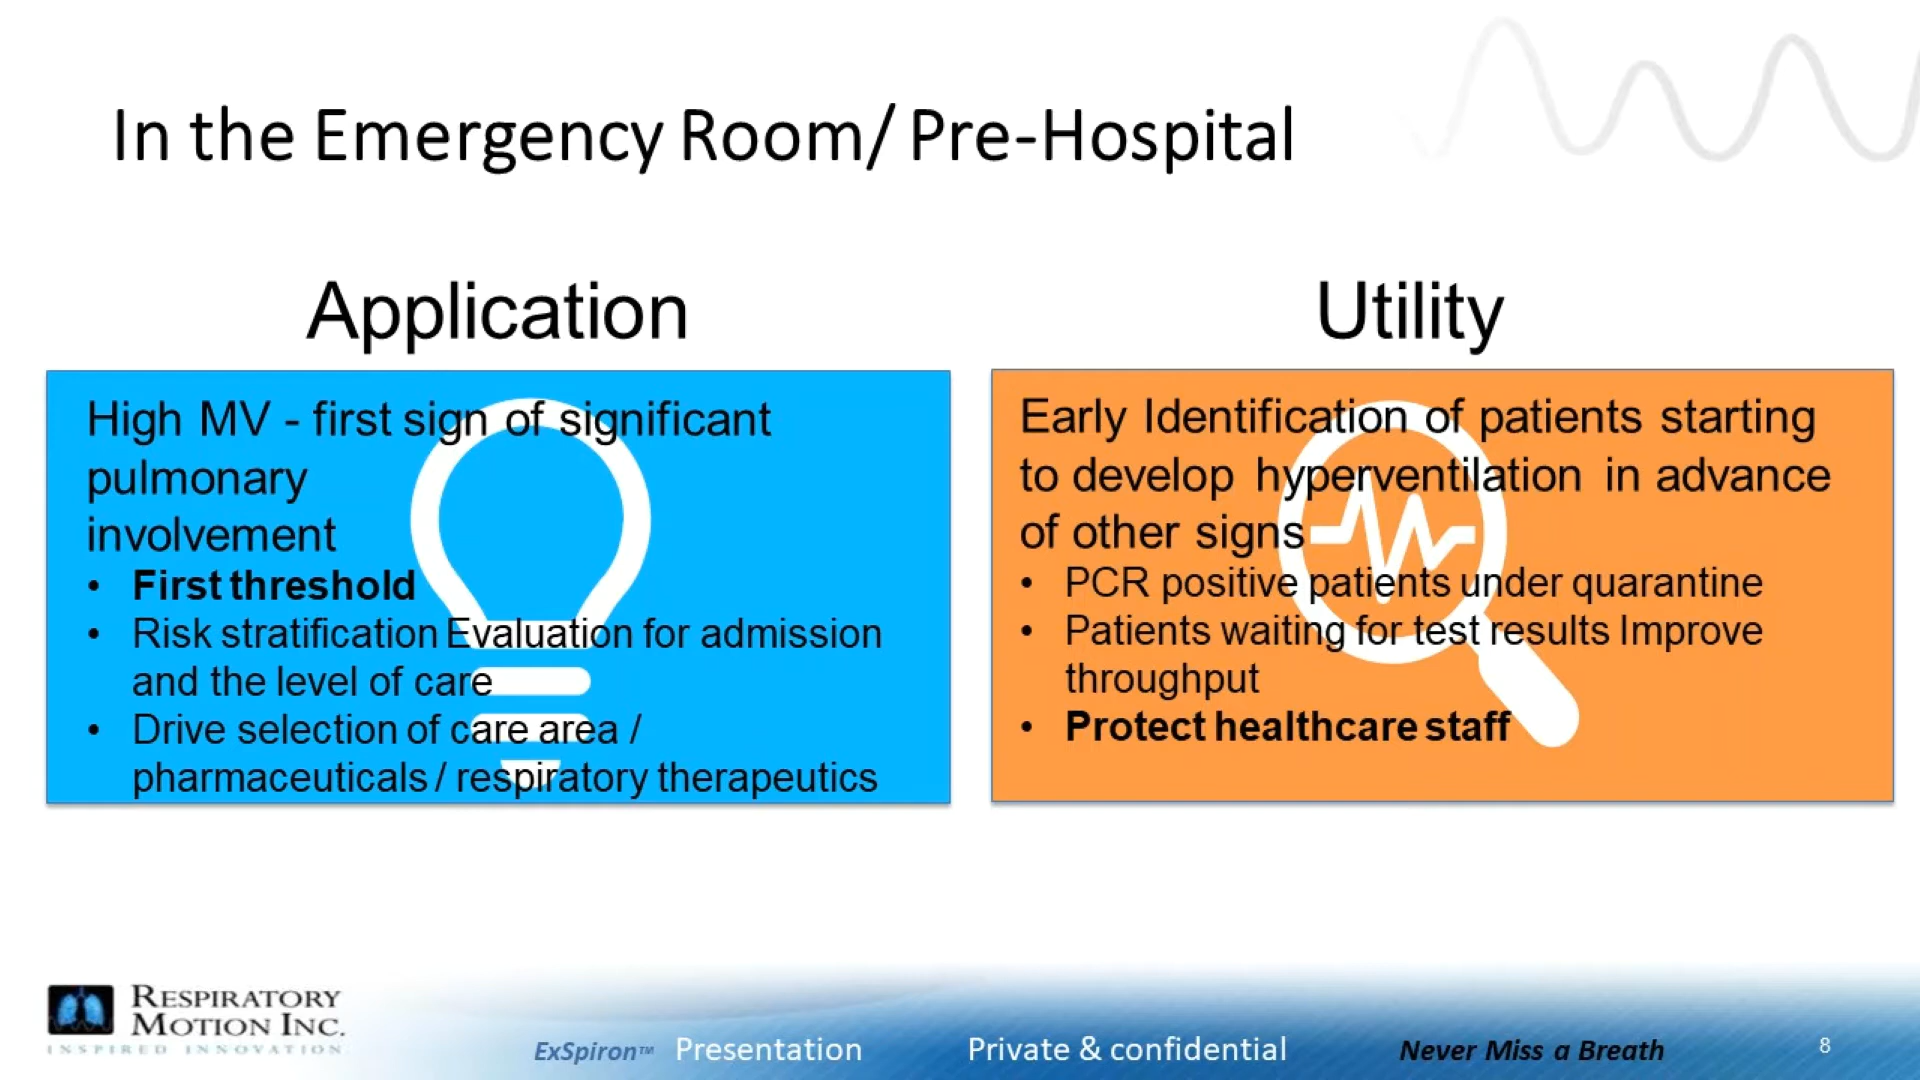 In the Emergency Room/ Pre-Hospital
Application
High MV - first sign of significant
pulmonary
involvement
• First threshold
• Risk stratification Evaluation for admission
and the level of care
• Drive selection of care area /
pharmaceuticals / respiratory therapeutics
Utility
Early Identification of patients starting
to develop hyperventilation in advance
of other signs
• PCR positive patients under quarantine
• Patients waiting for test results Improve
throughput
• Protect healthcare staff
RESPIRATORY
MOTION INC.
INSPIRED INNOVATION
ExSpiron™ Presentation Private & confidential Never Miss a Breath 8